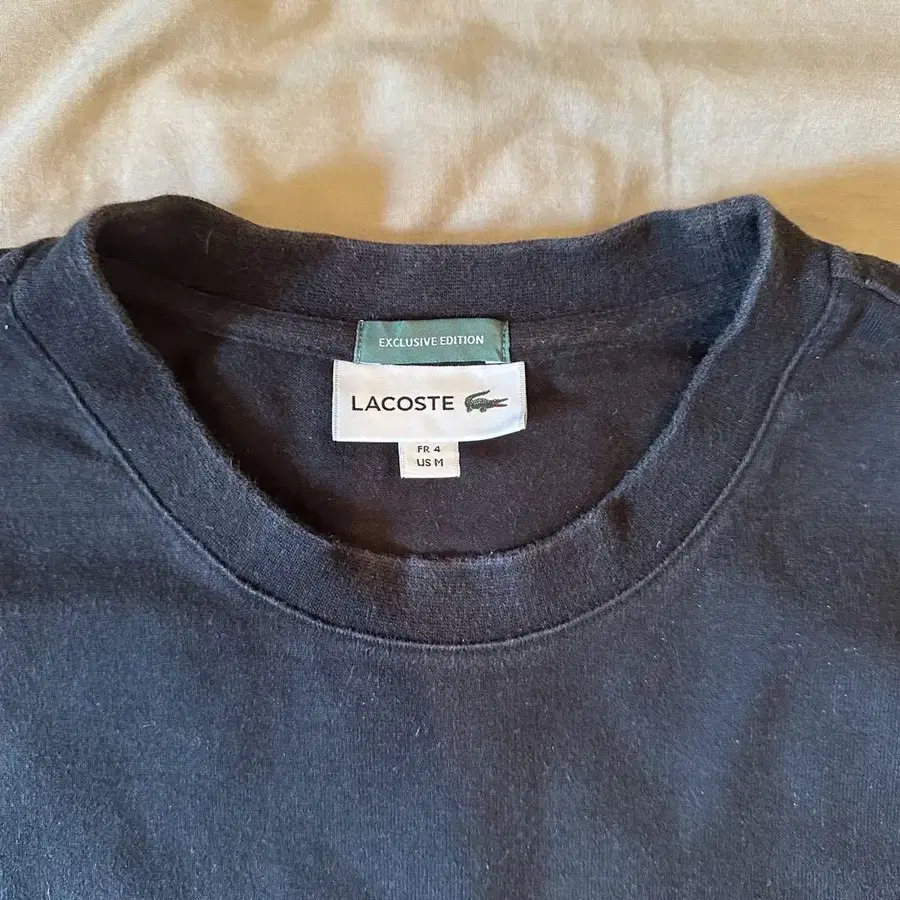 EXCLUSIVE EDITION
LACOSTE
FR 4
US M